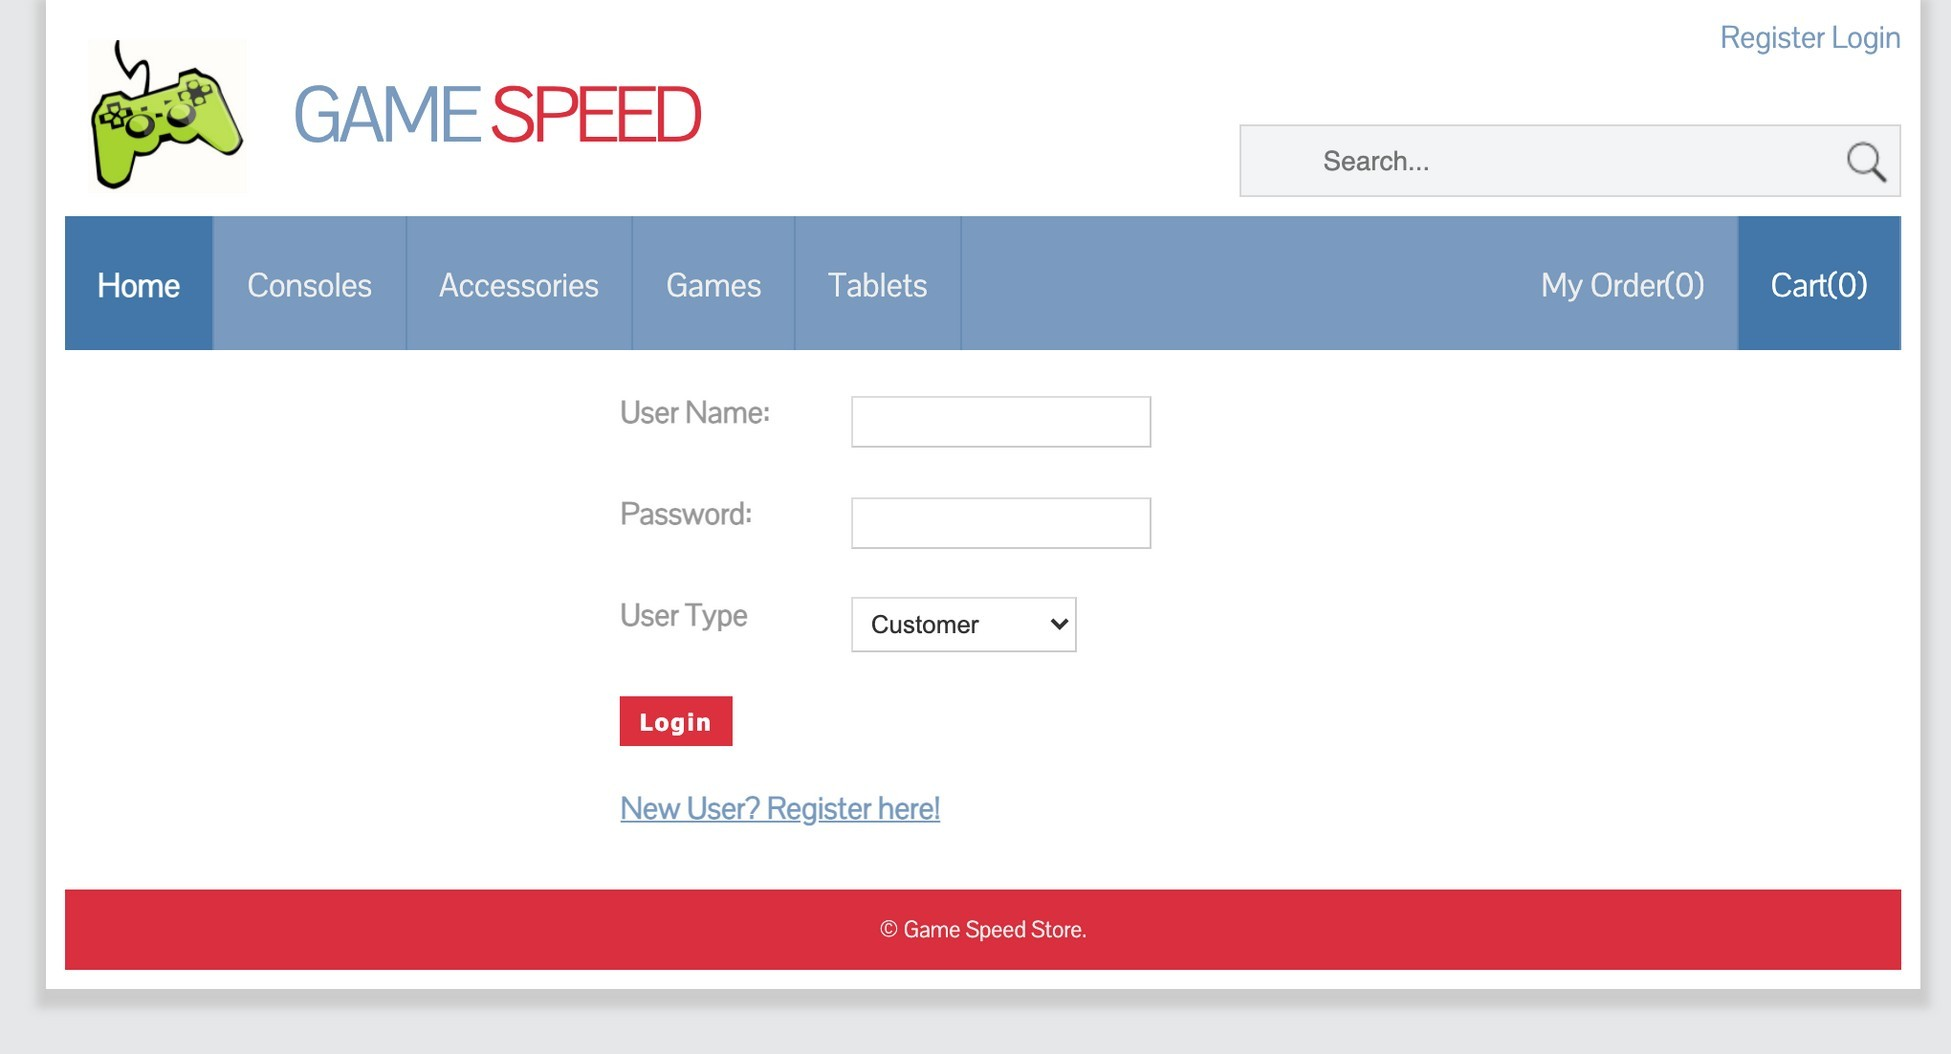 Register Login
GAME SPEED
Search...
Home Consoles Accessories Games Tablets My Order(0) Cart(0)
User Name:
Password:
User Type Customer
Login
New User? Register here!
© Game Speed Store.